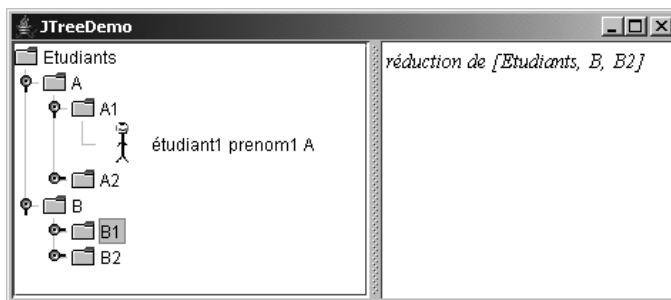 JTreeDemo
Etudiants
A
A1
étudiant1 prenom1 A
A2
B
B1
B2
réduction de [Etudiants, B, B2]